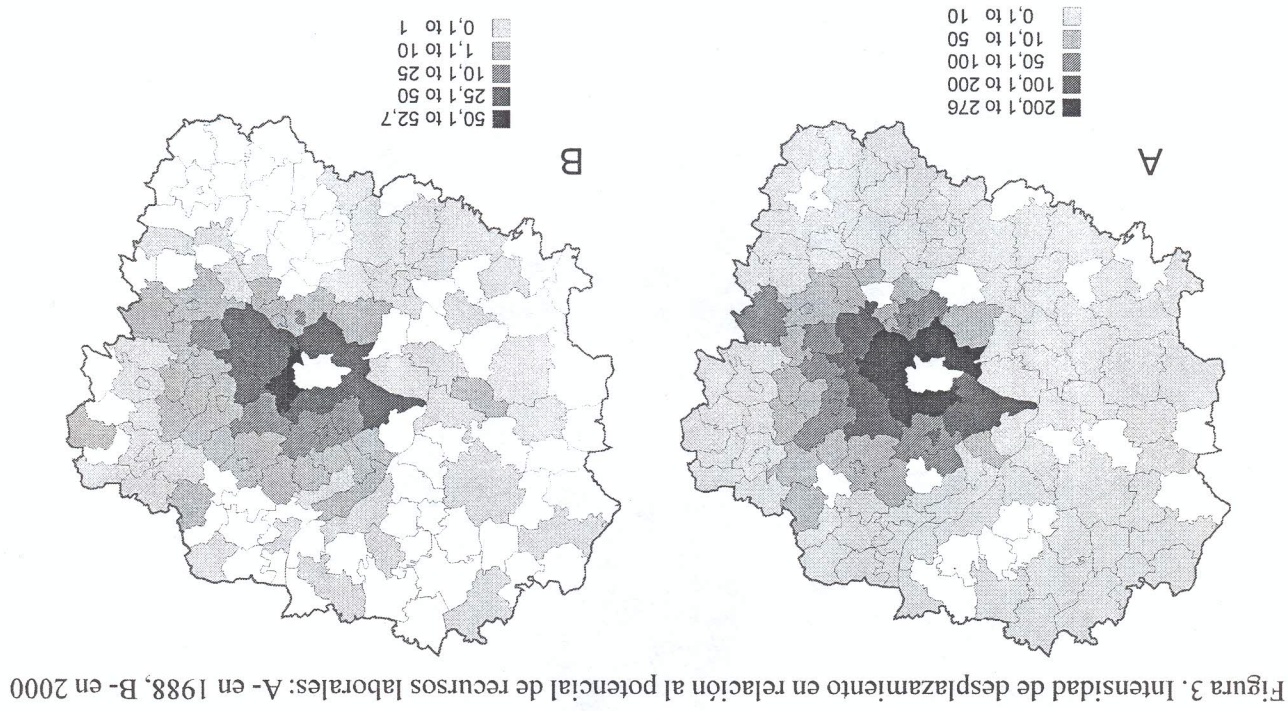 Figura 3. Intensidad de desplazamiento en relación al potencial de recursos laborales: A- en 1988, B- en 2000
A
200,1 to 276
100,1 to 200
50,1 to 100
10,1 to 50
0,1 to 10
B
50,1 to 52,7
25,1 to 50
10,1 to 25
1,1 to 10
0,1 to 1